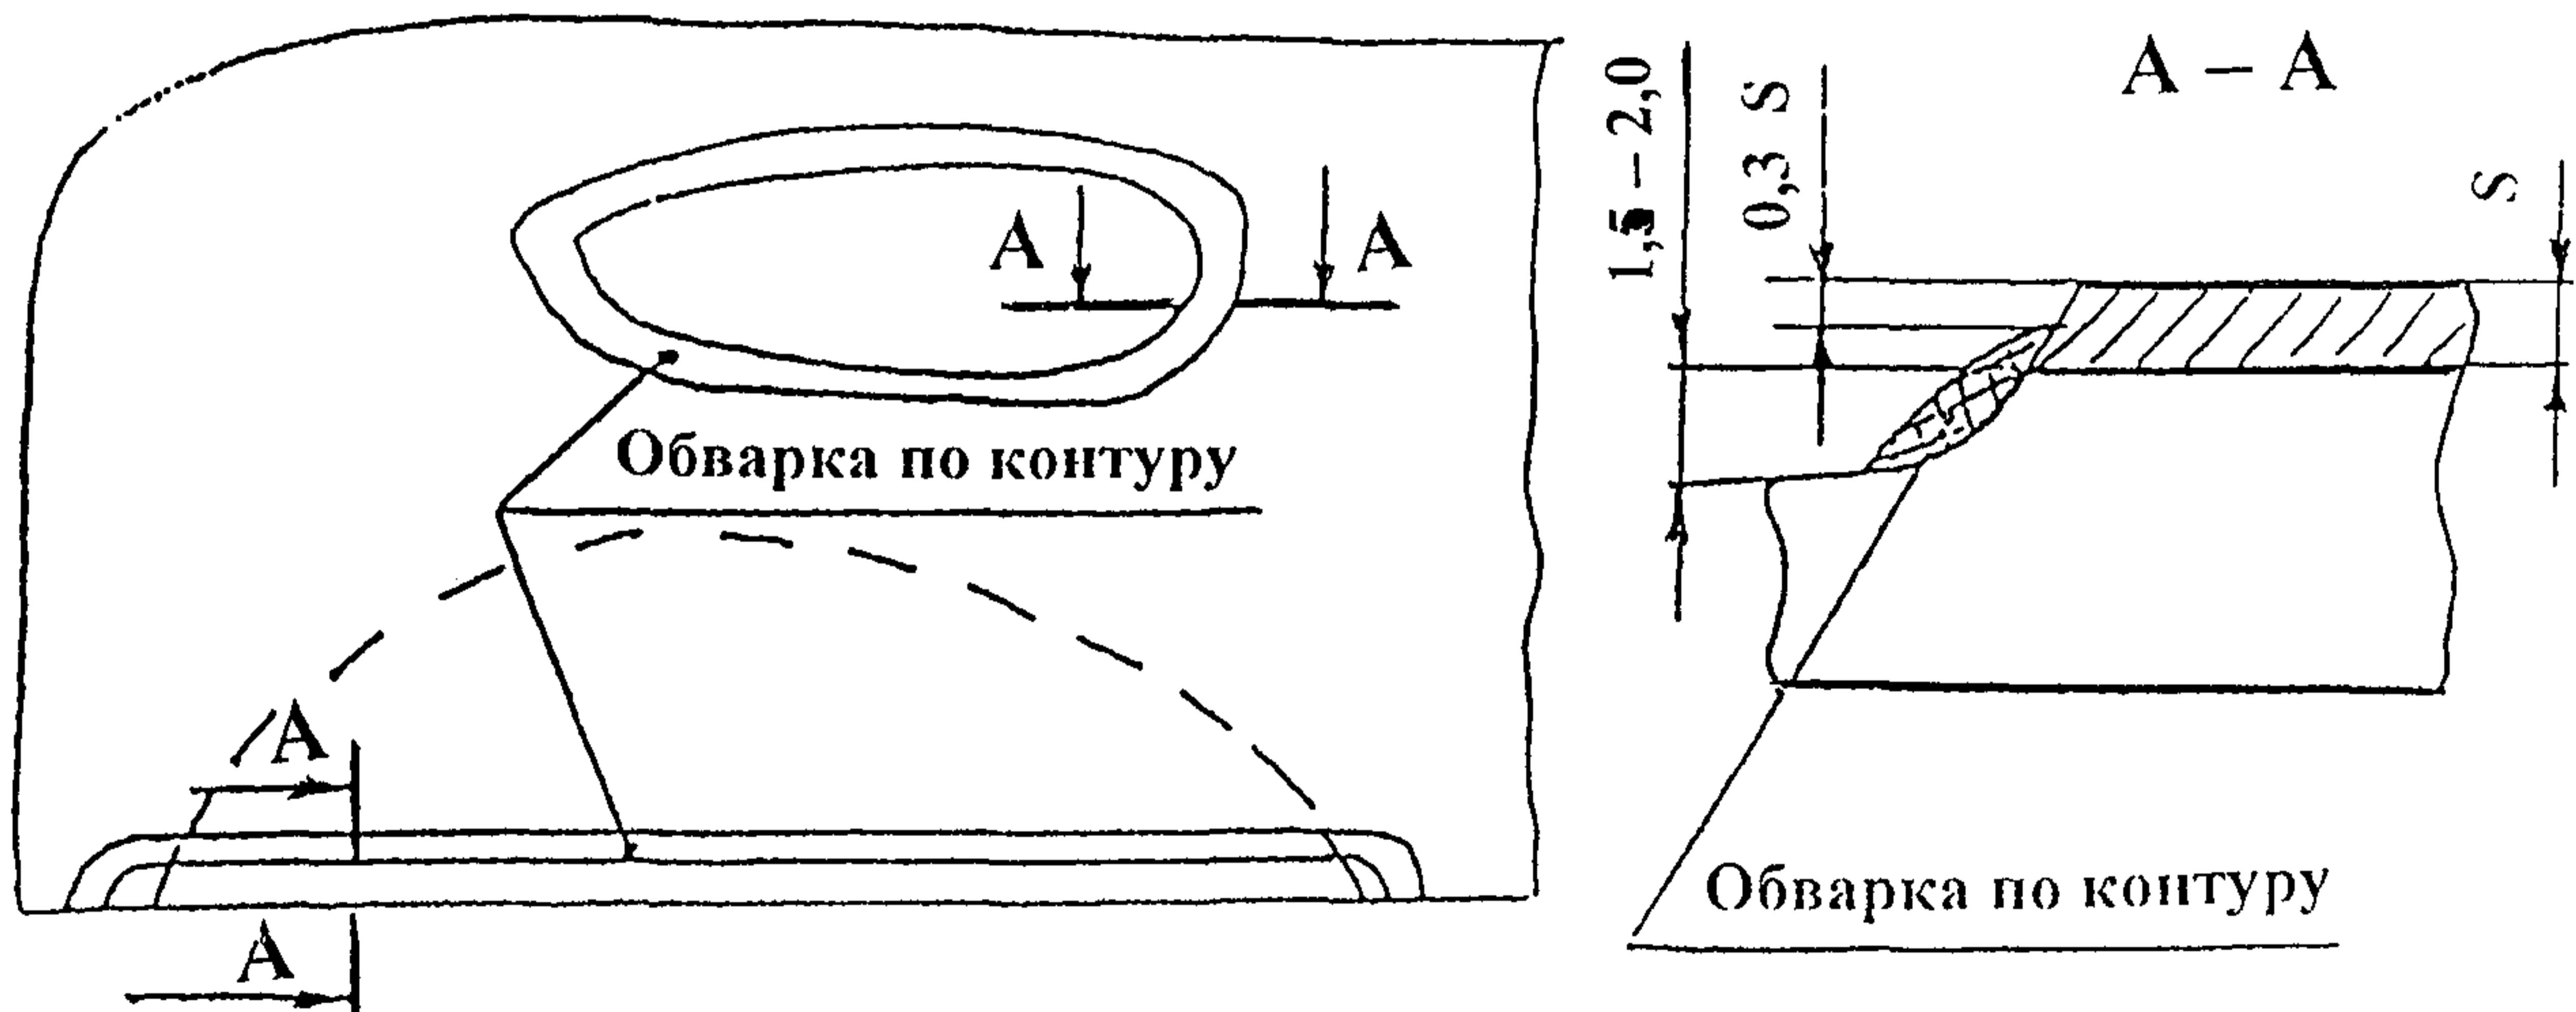 А – А
1,5 – 2,0
0,3 S
S
А
А
Обварка по контуру
А
Обварка по контуру
А